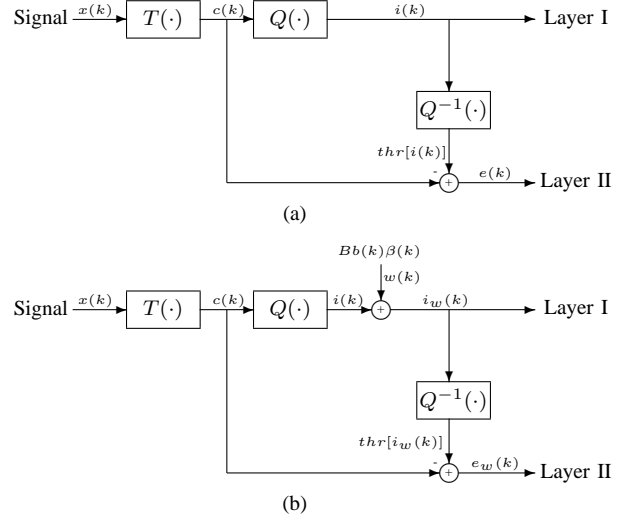 Signal x(k) T(·) c(k) Q(·) i(k) Layer I
Q⁻¹(·)
thr[i(k)]
- + e(k) Layer II
(a)
Bb(k)β(k)
w(k)
Signal x(k) T(·) c(k) Q(·) i(k) + i_w(k) Layer I
Q⁻¹(·)
thr[i_w(k)]
- + e_w(k) Layer II
(b)